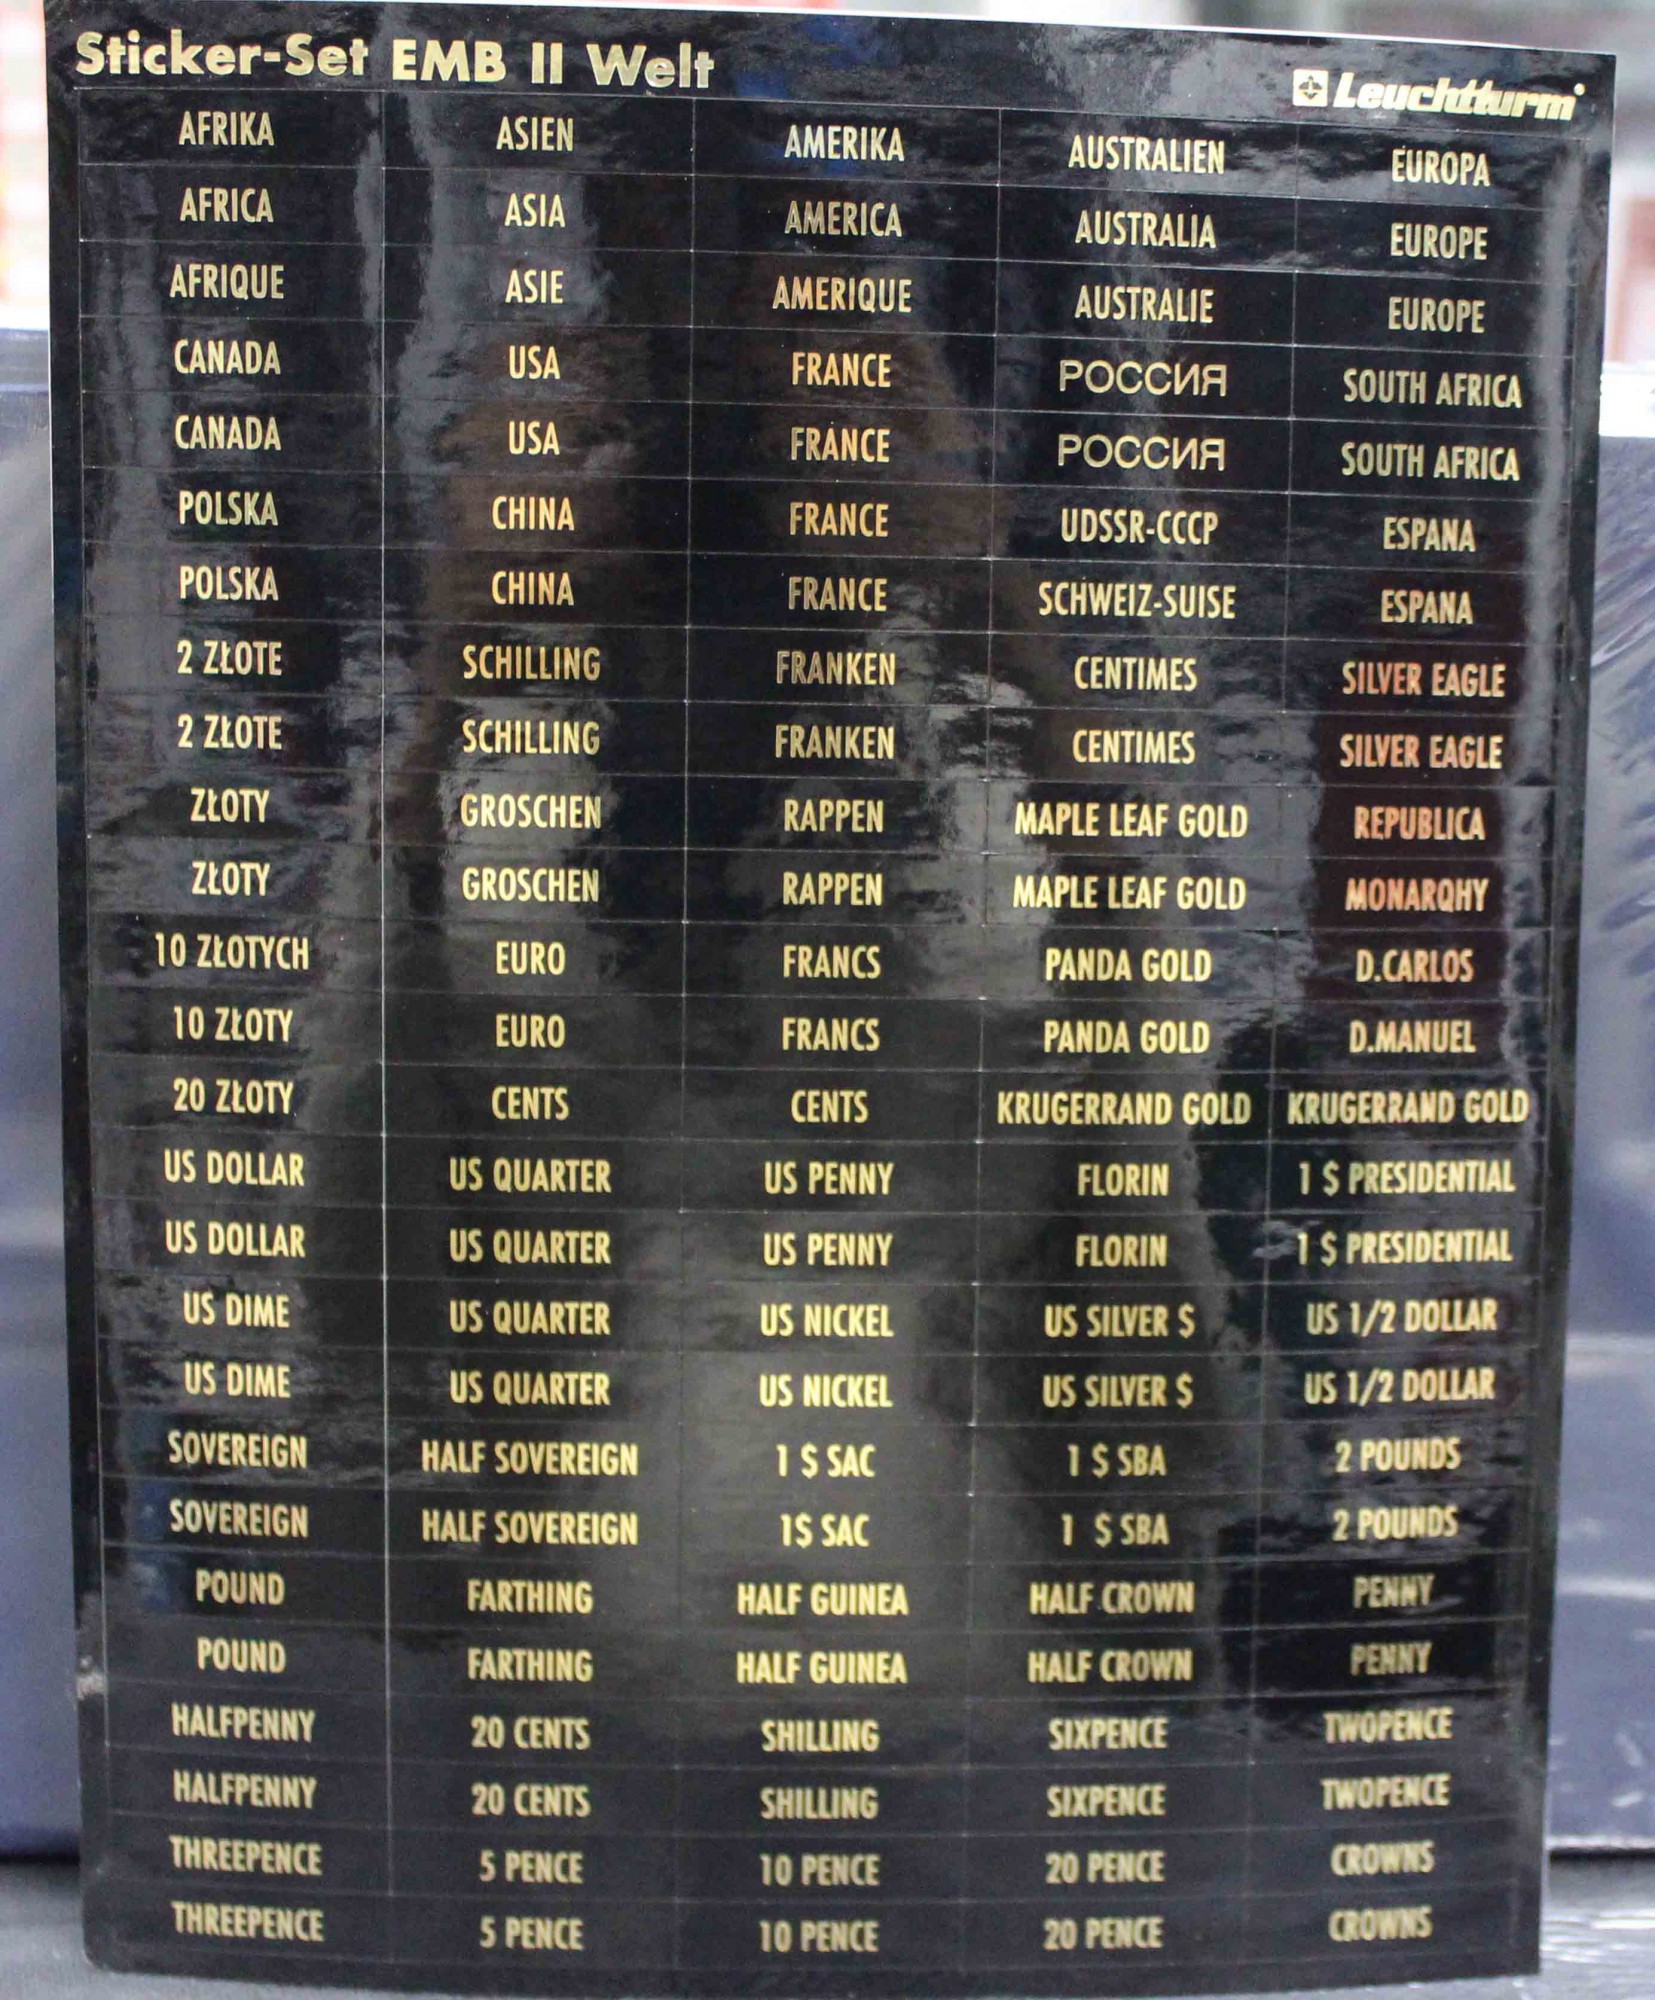 Sticker-Set EMB II Welt
Leuchtturm
AFRIKA ASIEN AMERIKA AUSTRALIEN EUROPA
AFRICA ASIA AMERICA AUSTRALIA EUROPE
AFRIQUE ASIE AMERIQUE AUSTRALIE EUROPE
CANADA USA FRANCE РОССИЯ SOUTH AFRICA
CANADA USA FRANCE РОССИЯ SOUTH AFRICA
POLSKA CHINA FRANCE UDSSR-CCCP ESPANA
POLSKA CHINA FRANCE SCHWEIZ-SUISE ESPANA
2 ZŁOTE SCHILLING FRANKEN CENTIMES SILVER EAGLE
2 ZŁOTE SCHILLING FRANKEN CENTIMES SILVER EAGLE
ZŁOTY GROSCHEN RAPPEN MAPLE LEAF GOLD REPUBLICA
ZŁOTY GROSCHEN RAPPEN MAPLE LEAF GOLD MONARQHY
10 ZŁOTYCH EURO FRANCS PANDA GOLD D.CARLOS
10 ZŁOTY EURO FRANCS PANDA GOLD D.MANUEL
20 ZŁOTY CENTS CENTS KRUGERRAND GOLD KRUGERRAND GOLD
US DOLLAR US QUARTER US PENNY FLORIN 1 $ PRESIDENTIAL
US DOLLAR US QUARTER US PENNY FLORIN 1 $ PRESIDENTIAL
US DIME US QUARTER US NICKEL US SILVER $ US 1/2 DOLLAR
US DIME US QUARTER US NICKEL US SILVER $ US 1/2 DOLLAR
SOVEREIGN HALF SOVEREIGN 1 $ SAC 1 $ SBA 2 POUNDS
SOVEREIGN HALF SOVEREIGN 1$ SAC 1 $ SBA 2 POUNDS
POUND FARTHING HALF GUINEA HALF CROWN PENNY
POUND FARTHING HALF GUINEA HALF CROWN PENNY
HALFPENNY 20 CENTS SHILLING SIXPENCE TWOPENCE
HALFPENNY 20 CENTS SHILLING SIXPENCE TWOPENCE
THREEPENCE 5 PENCE 10 PENCE 20 PENCE CROWNS
THREEPENCE 5 PENCE 10 PENCE 20 PENCE CROWNS